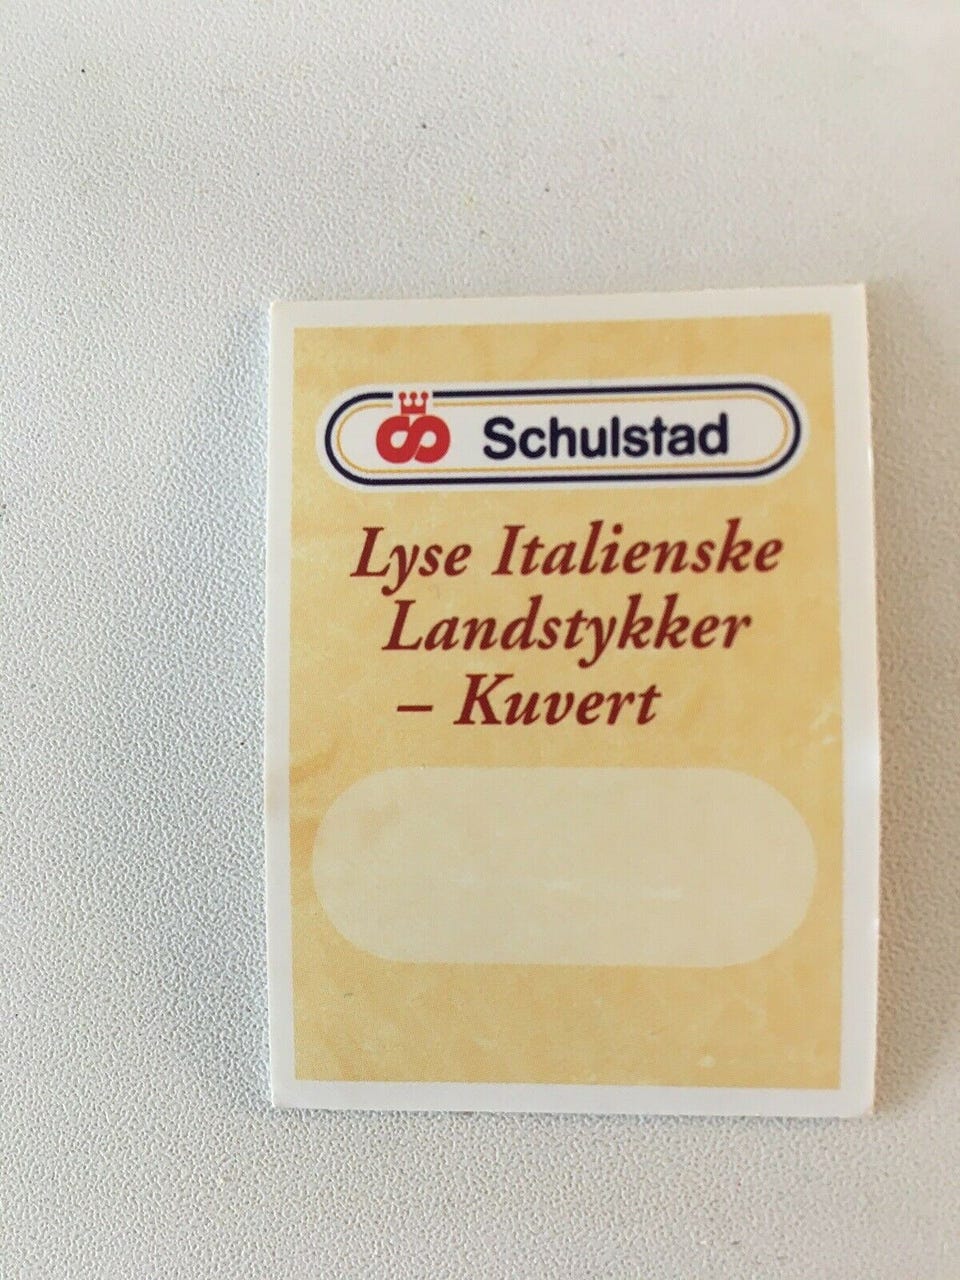 Schulstad
Lyse Italienske
Landstykker
– Kuvert